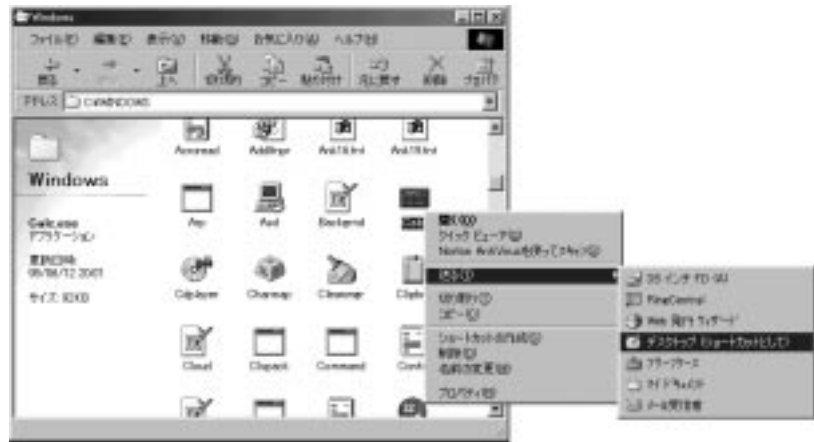 Windows
ファイル(F) 編集(E) 表示(V) 移動(G) お気に入り(A) ヘルプ(H)
戻る 上へ 切り取り コピー 貼り付け 元に戻す 削除 プロパティ
アドレス C:\WINDOWS
Windows
Calc.exe
アプリケーション
更新日時
サイズ: 92KB
Accesso
Arp
Asd
Backgrnd
Cdplayer
Charmap
Cleanmgr
Cloud
Clspack
Command
開く(O)
クイック ビューア(Q)
Norton AntiVirusを使ってスキャン(S)
送る(T)
切り取り(T)
コピー(C)
ショートカットの作成(S)
削除(D)
名前の変更(M)
プロパティ(R)
3.5 インチ FD (A)
RingCentral
Web 発行ウィザード
デスクトップ (ショートカットとして)
ブリーフケース
マイ ドキュメント
メール受信者